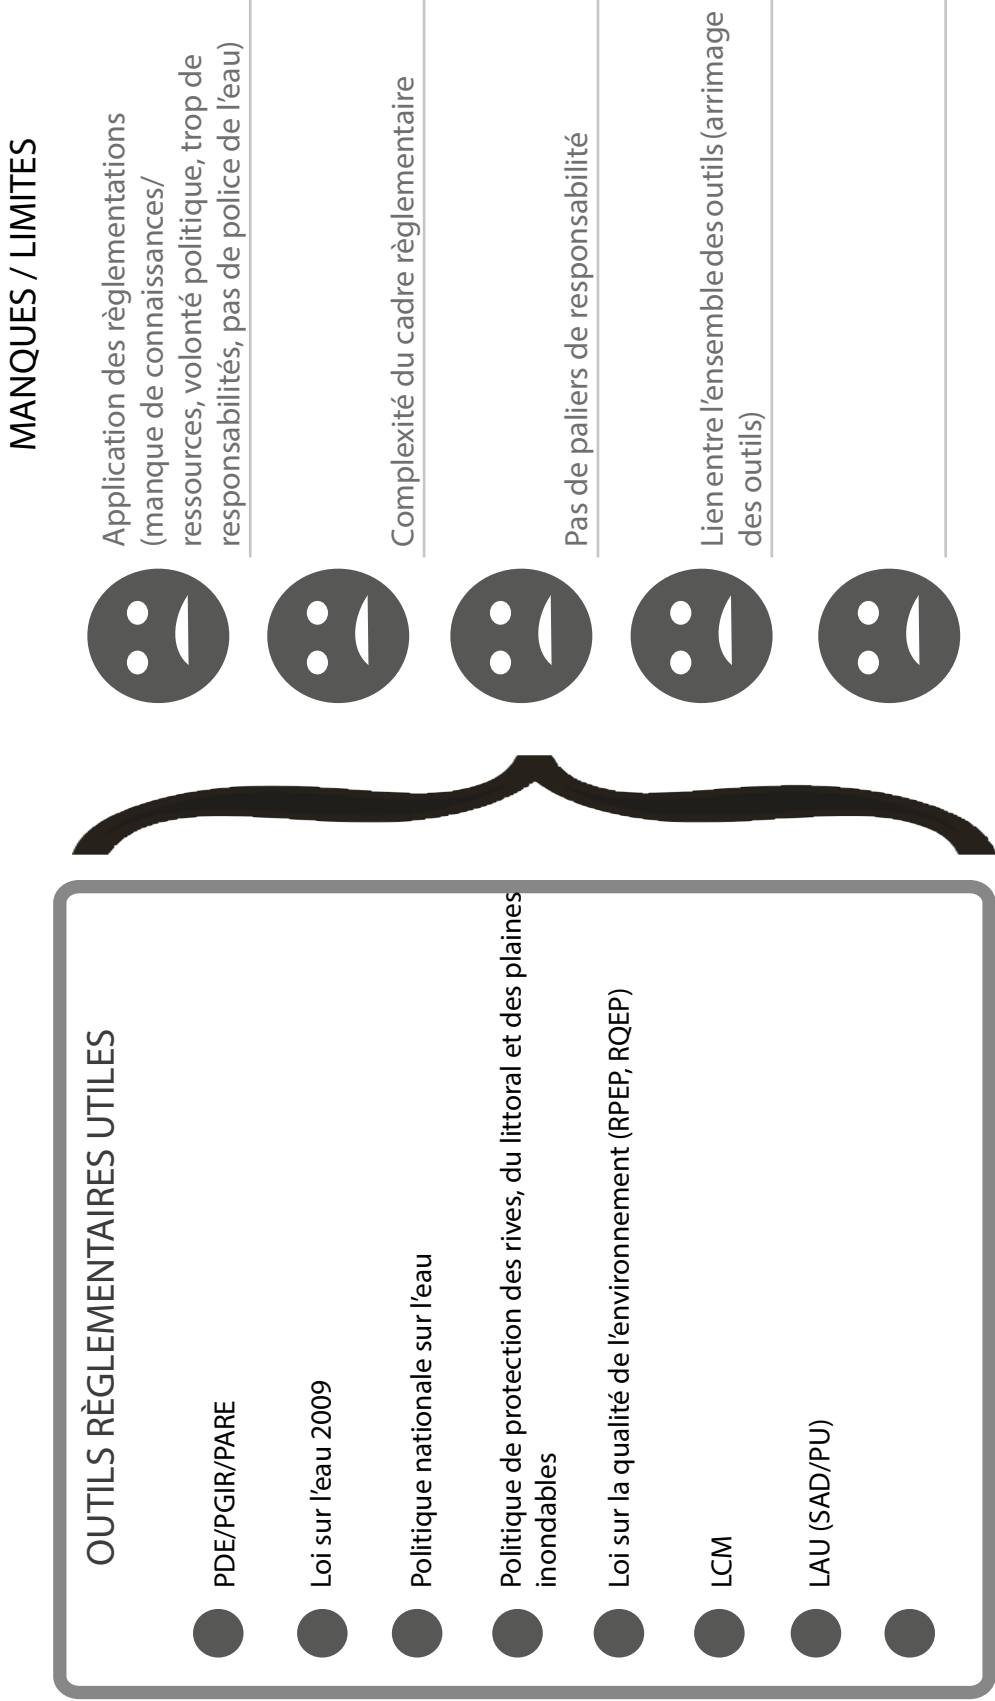 OUTILS RÈGLEMENTAIRES UTILES
PDE/PGIR/PARE
Loi sur l'eau 2009
Politique nationale sur l'eau
Politique de protection des rives, du littoral et des plaines
inondables
Loi sur la qualité de l'environnement (RPEP, RQEP)
LCM
LAU (SAD/PU)
MANQUES / LIMITES
Application des règlementations
(manque de connaissances/
ressources, volonté politique, trop de
responsabilités, pas de police de l'eau)
Complexité du cadre règlementaire
Pas de paliers de responsabilité
Lien entre l'ensemble des outils (arrimage
des outils)